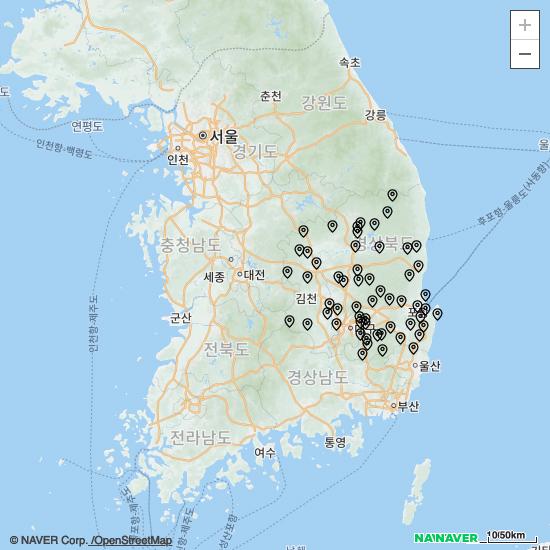 +
−
속초
춘천
강원도
강릉
도
연평도
서울
경기도
인천
인천항-백령도
울
후포항-울릉도(사동항)
경상북도
충청남도
세종
대전
김천
군산
인천항-제주도
전북도
경상남도
울산
부산
전라남도
여수
통영
인천항-제주도
© NAVER Corp. /OpenStreetMap
NAVER
10/50km